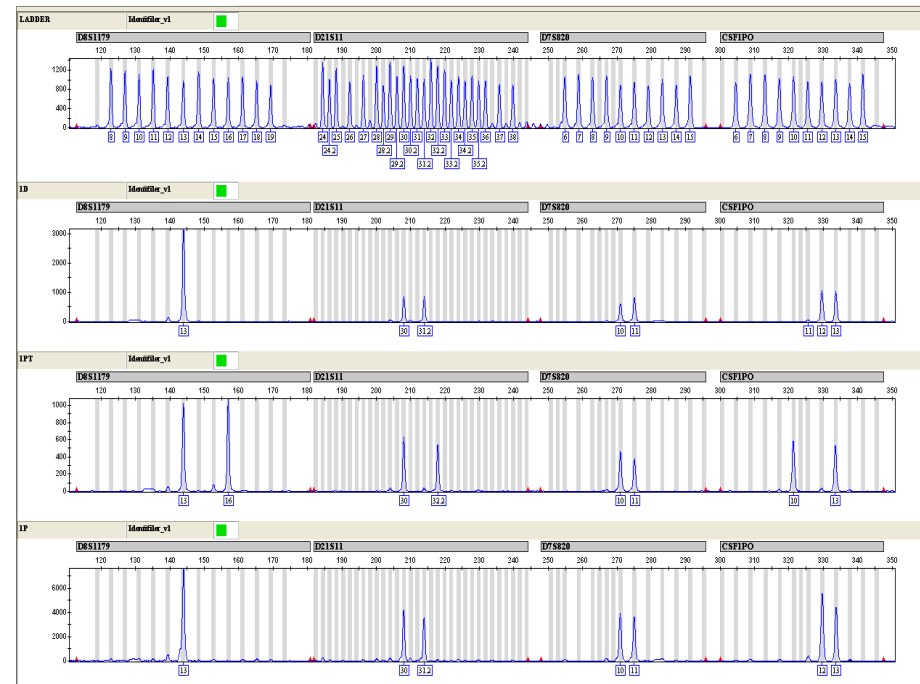 LADDER Identifiler_v1
D8S1179 D21S11 D7S820 CSF1PO
120 130 140 150 160 170 180 190 200 210 220 230 240 250 260 270 280 290 300 310 320 330 340 350
1200
800
400
0
8 9 10 11 12 13 14 15 16 17 18 19 24 25 26 27 28 29 30 31 32 33 34 35 36 37 38 6 7 8 9 10 11 12 13 14 15 6 7 8 9 10 11 12 13 14 15
24.2 28.2 30.2 32.2 34.2
29.2 31.2 33.2 35.2
1B Identifiler_v1
D8S1179 D21S11 D7S820 CSF1PO
120 130 140 150 160 170 180 190 200 210 220 230 240 250 260 270 280 290 300 310 320 330 340 350
3000
2000
1000
0
13 30 31.2 10 11 11 12 13
1PT Identifiler_v1
D8S1179 D21S11 D7S820 CSF1PO
120 130 140 150 160 170 180 190 200 210 220 230 240 250 260 270 280 290 300 310 320 330 340 350
1000
800
600
400
200
0
13 16 30 32.2 10 11 10 13
1P Identifiler_v1
D8S1179 D21S11 D7S820 CSF1PO
120 130 140 150 160 170 180 190 200 210 220 230 240 250 260 270 280 290 300 310 320 330 340 350
6000
4000
2000
0
13 30 31.2 10 11 12 13